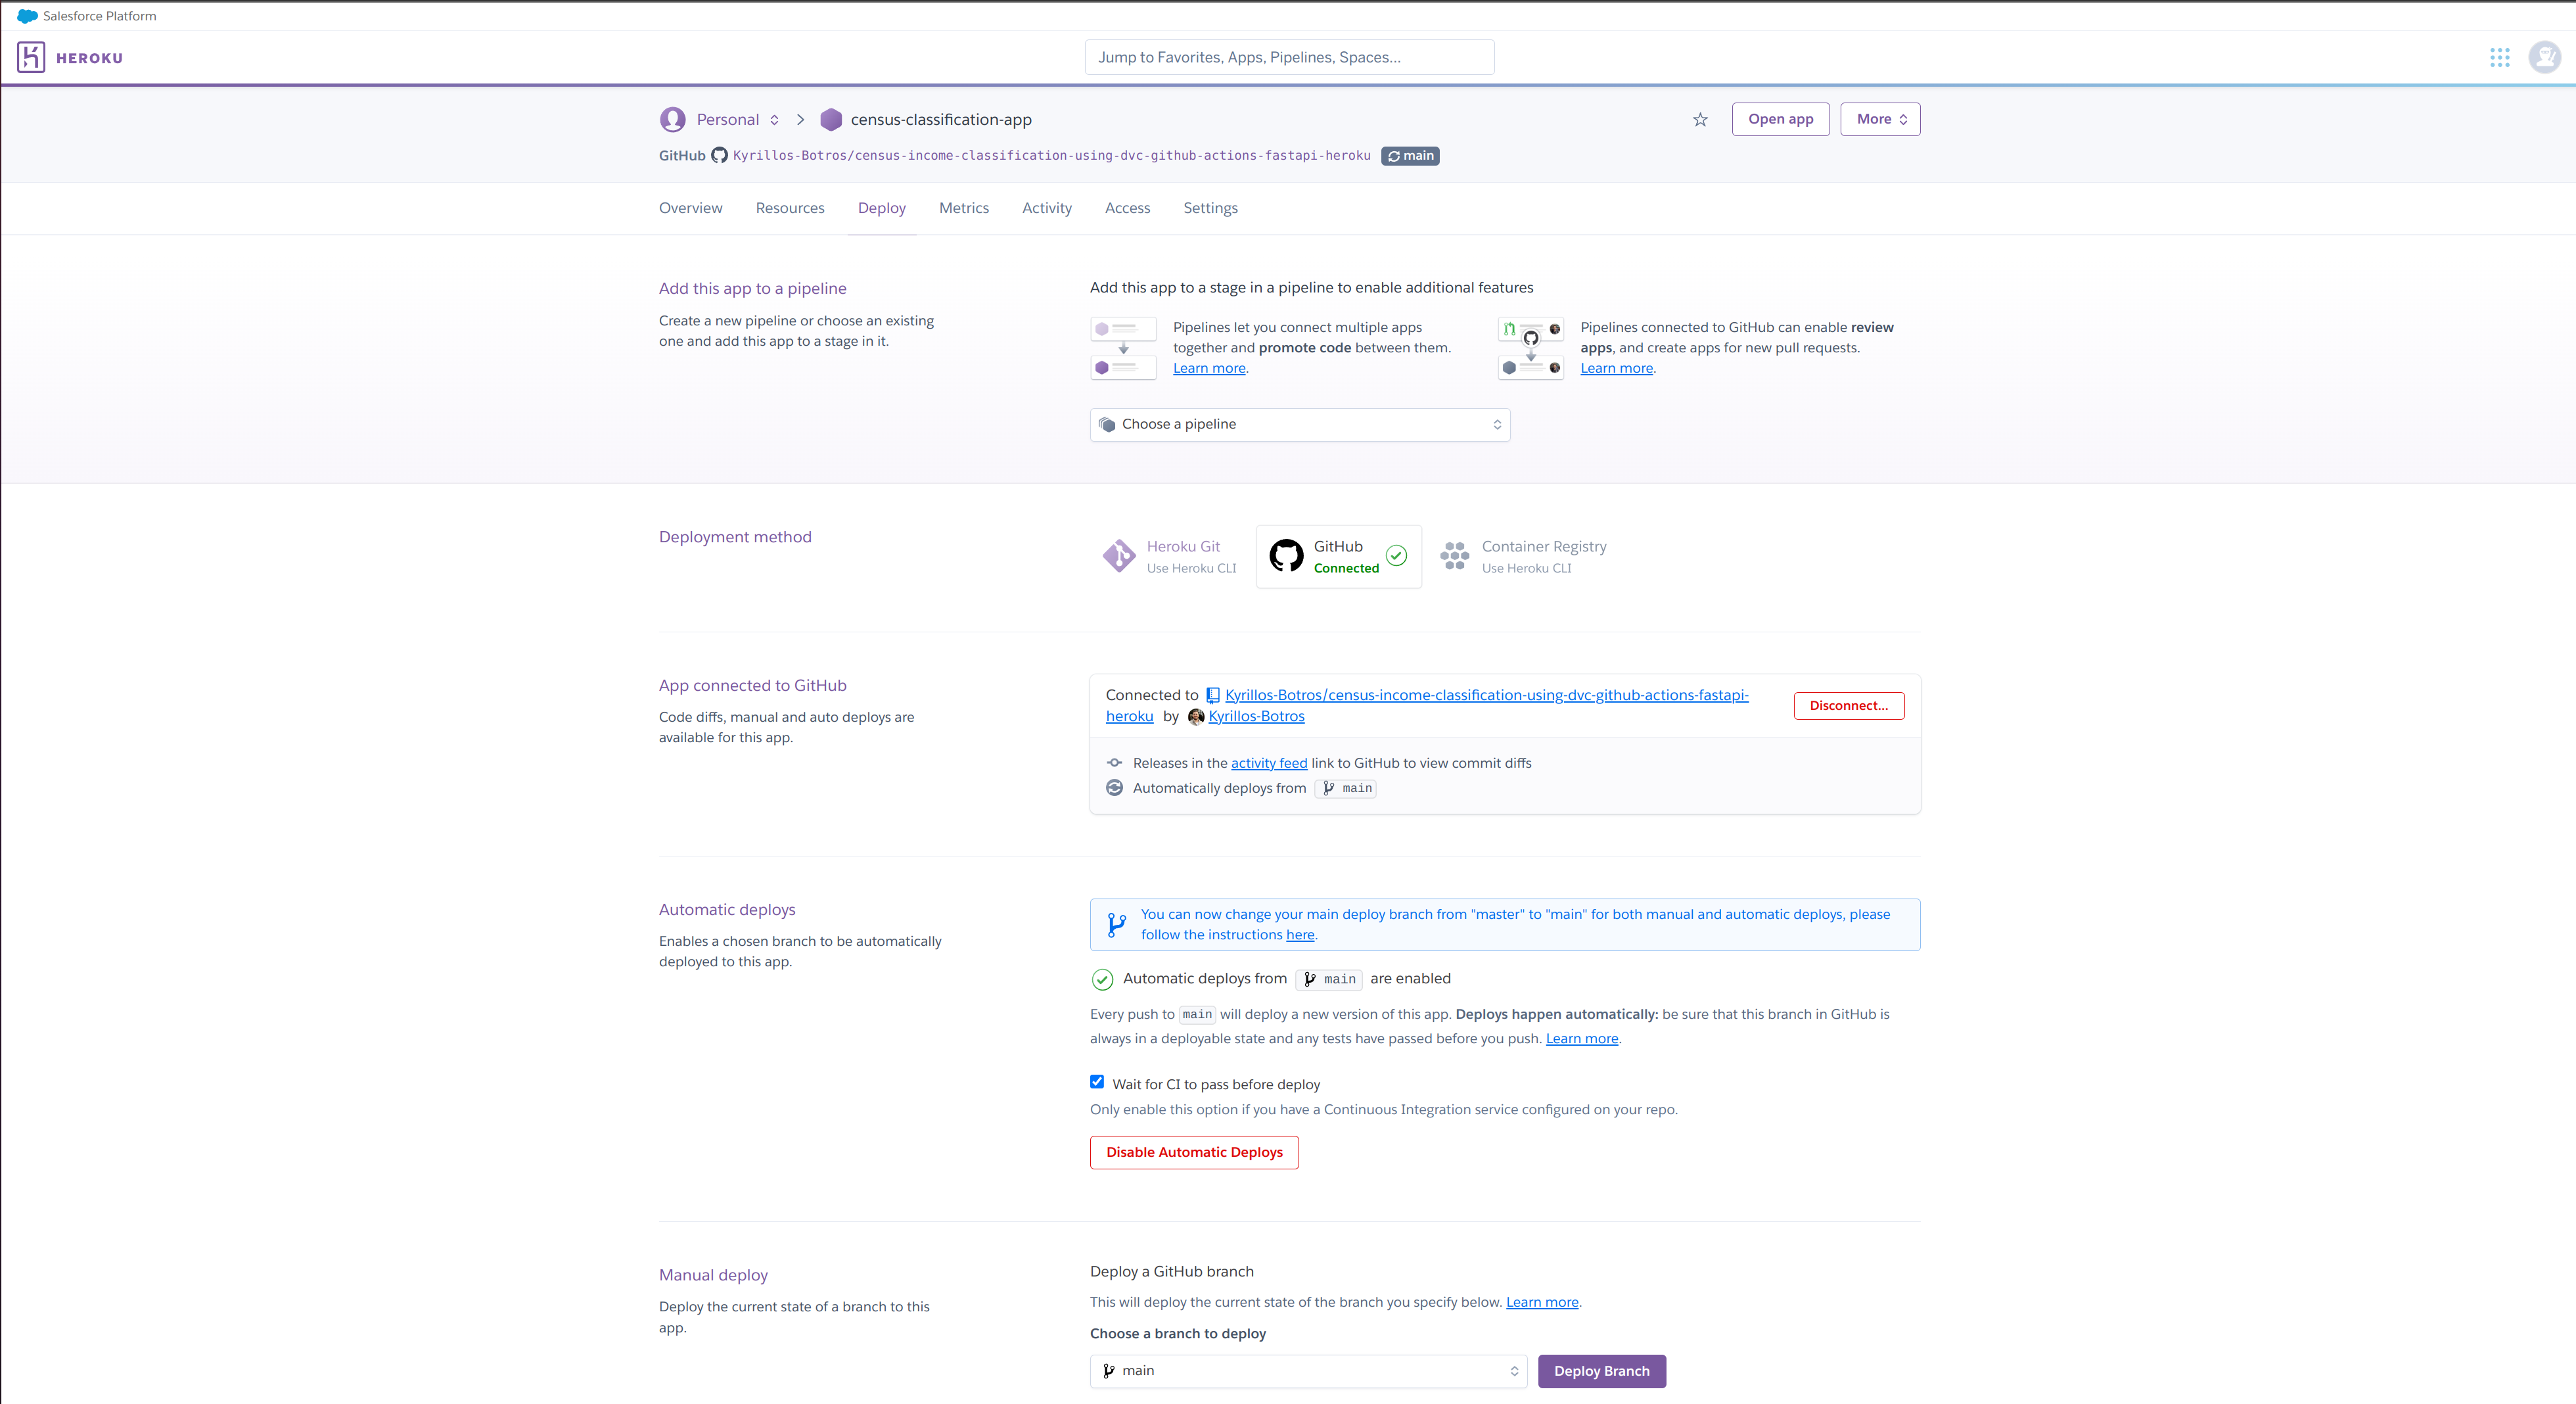 Salesforce Platform
HEROKU
Jump to Favorites, Apps, Pipelines, Spaces...
Personal
census-classification-app
Open app
More
GitHub Kyrillos-Botros/census-income-classification-using-dvc-github-actions-fastapi-heroku main
Overview Resources Deploy Metrics Activity Access Settings
Add this app to a pipeline
Create a new pipeline or choose an existing
one and add this app to a stage in it.
Add this app to a stage in a pipeline to enable additional features
Pipelines let you connect multiple apps
together and promote code between them.
Learn more.
Pipelines connected to GitHub can enable review
apps, and create apps for new pull requests.
Learn more.
Choose a pipeline
Deployment method
Heroku Git
Use Heroku CLI
GitHub
Connected
Container Registry
Use Heroku CLI
App connected to GitHub
Code diffs, manual and auto deploys are
available for this app.
Connected to Kyrillos-Botros/census-income-classification-using-dvc-github-actions-fastapi-
heroku by Kyrillos-Botros
Disconnect...
Releases in the activity feed link to GitHub to view commit diffs
Automatically deploys from main
Automatic deploys
Enables a chosen branch to be automatically
deployed to this app.
You can now change your main deploy branch from "master" to "main" for both manual and automatic deploys, please
follow the instructions here.
Automatic deploys from main are enabled
Every push to main will deploy a new version of this app. Deploys happen automatically: be sure that this branch in GitHub is
always in a deployable state and any tests have passed before you push. Learn more.
Wait for CI to pass before deploy
Only enable this option if you have a Continuous Integration service configured on your repo.
Disable Automatic Deploys
Manual deploy
Deploy the current state of a branch to this
app.
Deploy a GitHub branch
This will deploy the current state of the branch you specify below. Learn more.
Choose a branch to deploy
main
Deploy Branch